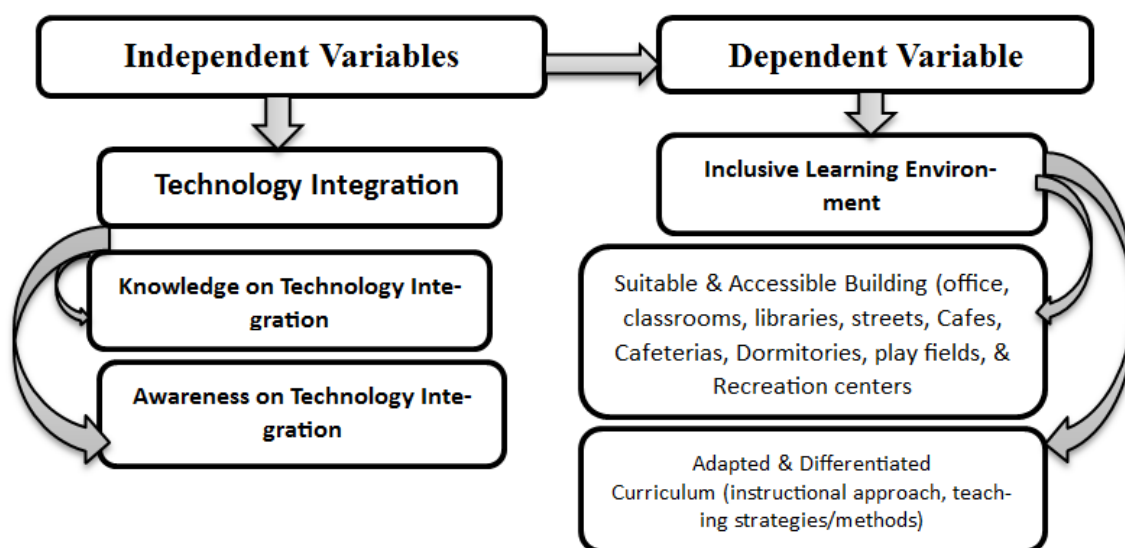 Independent Variables
Dependent Variable
Technology Integration
Inclusive Learning Environ-
ment
Knowledge on Technology Inte-
gration
Suitable & Accessible Building (office,
classrooms, libraries, streets, Cafes,
Cafeterias, Dormitories, play fields, &
Recreation centers
Awareness on Technology Inte-
gration
Adapted & Differentiated
Curriculum (instructional approach, teach-
ing strategies/methods)